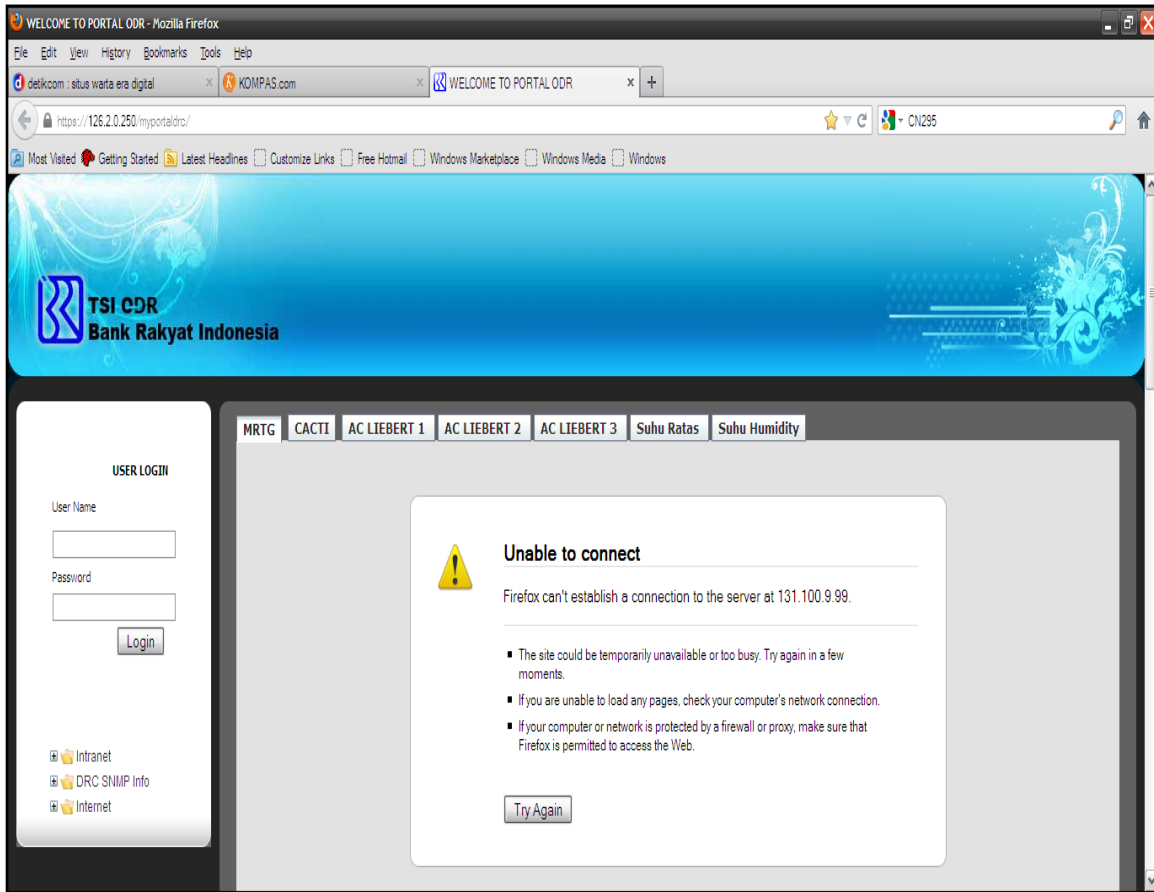 WELCOME TO PORTAL ODR - Mozilla Firefox
File Edit View History Bookmarks Tools Help
detikcom : situs warta era digital KOMPAS.com WELCOME TO PORTAL ODR
https://126.2.0.250/myportaldrc/ CN295
Most Visited Getting Started Latest Headlines Customize Links Free Hotmail Windows Marketplace Windows Media Windows
TSI ODR
Bank Rakyat Indonesia
MRTG CACTI AC LIEBERT 1 AC LIEBERT 2 AC LIEBERT 3 Suhu Ratas Suhu Humidity
USER LOGIN
User Name
Password
Login
Intranet
DRC SNMP Info
Internet
Unable to connect
Firefox can't establish a connection to the server at 131.100.9.99.
The site could be temporarily unavailable or too busy. Try again in a few
moments.
If you are unable to load any pages, check your computer's network connection.
If your computer or network is protected by a firewall or proxy, make sure that
Firefox is permitted to access the Web.
Try Again